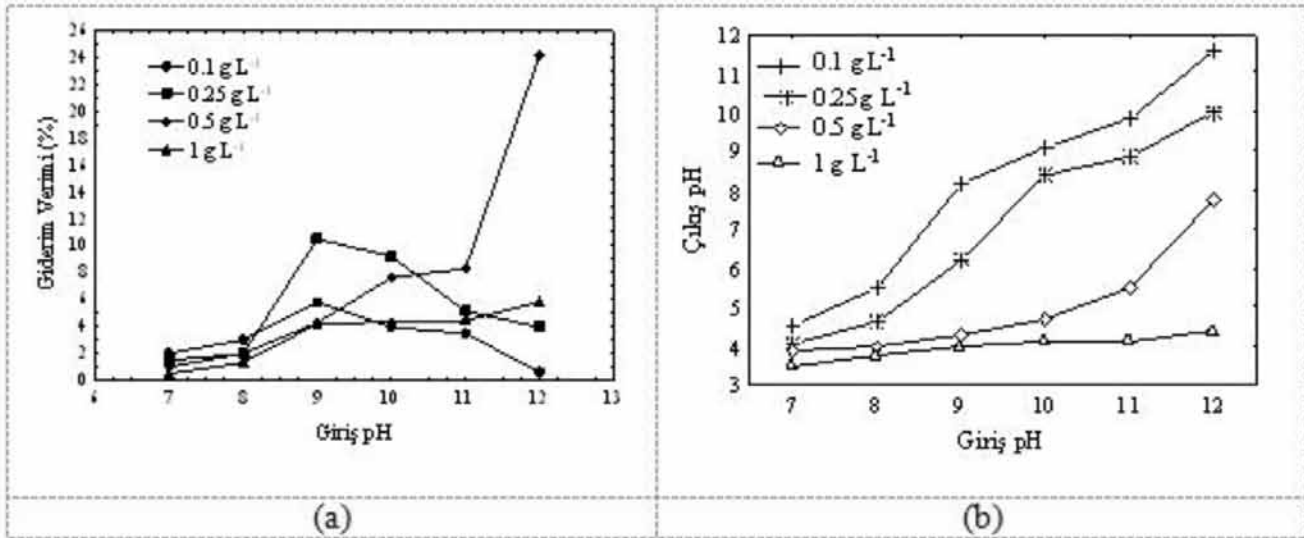 26
24
22
20
18
16
14
12
10
8
6
4
2
0
0.1 g L⁻¹
0.25 g L⁻¹
0.5 g L⁻¹
1 g L⁻¹
Giderim Verimi (%)
6 7 8 9 10 11 12 13
Giriş pH
(a)
12
11
10
9
8
7
6
5
4
3
0.1 g L⁻¹
0.25 g L⁻¹
0.5 g L⁻¹
1 g L⁻¹
Çıkış pH
7 8 9 10 11 12
Giriş pH
(b)